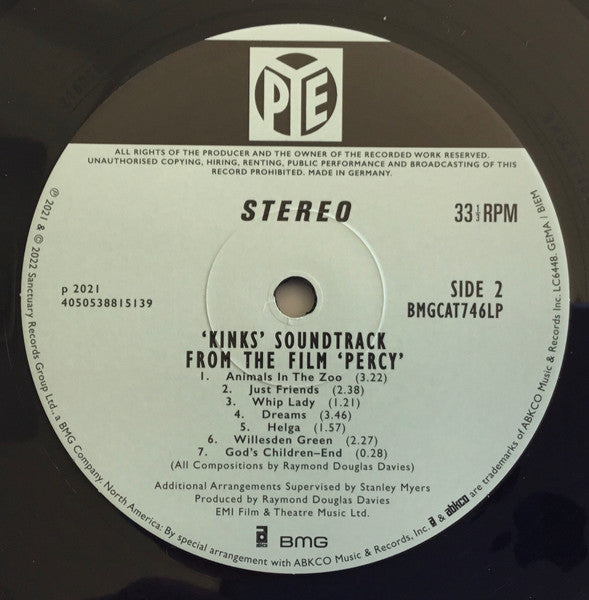 PYE
ALL RIGHTS OF THE PRODUCER AND THE OWNER OF THE RECORDED WORK RESERVED.
UNAUTHORISED COPYING, HIRING, RENTING, PUBLIC PERFORMANCE AND BROADCASTING OF THIS
RECORD PROHIBITED. MADE IN GERMANY.
STEREO
33⅓RPM
p 2021
4050538815139
SIDE 2
BMGCAT746LP
‘KINKS’ SOUNDTRACK
FROM THE FILM ‘PERCY’
1. Animals In The Zoo (3.22)
2. Just Friends (2.38)
3. Whip Lady (1.21)
4. Dreams (3.46)
5. Helga (1.57)
6. Willesden Green (2.27)
7. God's Children–End (0.28)
(All Compositions by Raymond Douglas Davies)
Additional Arrangements Supervised by Stanley Myers
Produced by Raymond Douglas Davies
EMI Film & Theatre Music Ltd.
BMG
℗ 2021 & © 2022 Sanctuary Records Group Ltd., a BMG Company, North America: By special arrangement with ABKCO Music & Records, Inc. a & abkco are trademarks of ABKCO Music & Records Inc. LC6448. GEMA / BIEM